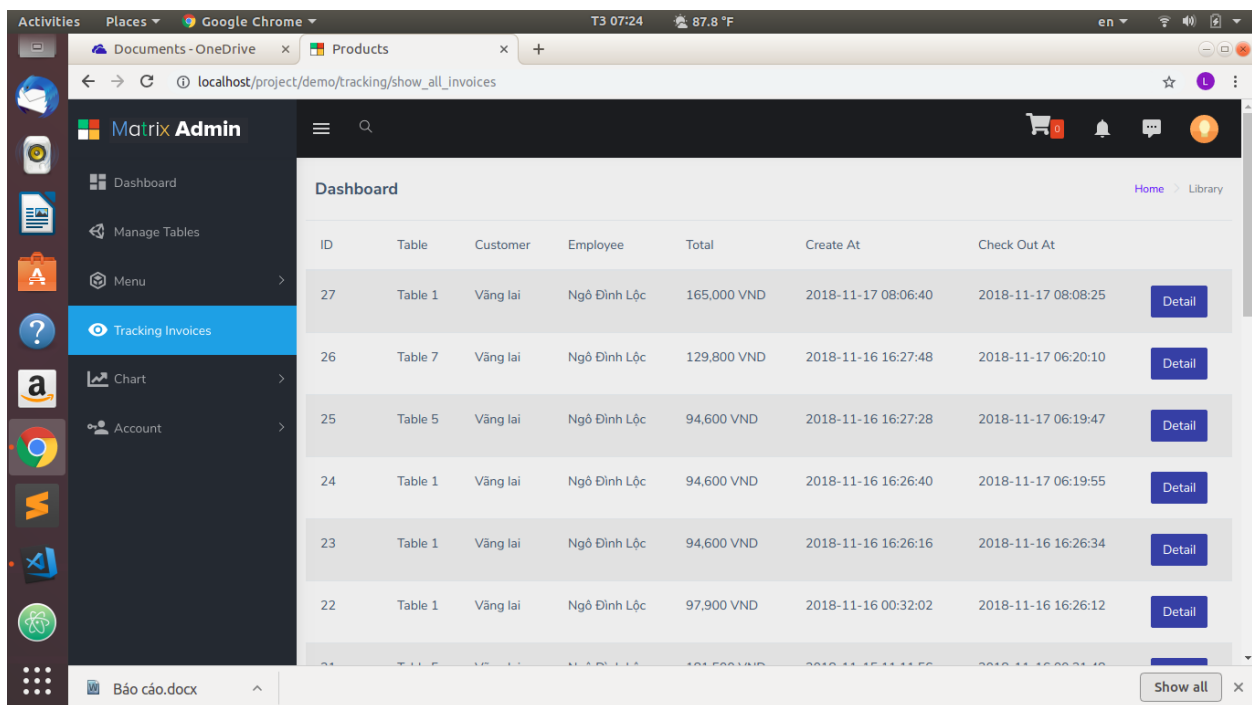 Activities Places Google Chrome T3 07:24 87.8 °F en
Documents - OneDrive × Products × +
localhost/project/demo/tracking/show_all_invoices L
Matrix Admin 0
Dashboard
Manage Tables
Menu
Tracking Invoices
Chart
Account
Dashboard Home > Library
ID Table Customer Employee Total Create At Check Out At
27 Table 1 Vãng lai Ngô Đình Lộc 165,000 VND 2018-11-17 08:06:40 2018-11-17 08:08:25 Detail
26 Table 7 Vãng lai Ngô Đình Lộc 129,800 VND 2018-11-16 16:27:48 2018-11-17 06:20:10 Detail
25 Table 5 Vãng lai Ngô Đình Lộc 94,600 VND 2018-11-16 16:27:28 2018-11-17 06:19:47 Detail
24 Table 1 Vãng lai Ngô Đình Lộc 94,600 VND 2018-11-16 16:26:40 2018-11-17 06:19:55 Detail
23 Table 1 Vãng lai Ngô Đình Lộc 94,600 VND 2018-11-16 16:26:16 2018-11-16 16:26:34 Detail
22 Table 1 Vãng lai Ngô Đình Lộc 97,900 VND 2018-11-16 00:32:02 2018-11-16 16:26:12 Detail
Báo cáo.docx Show all ×